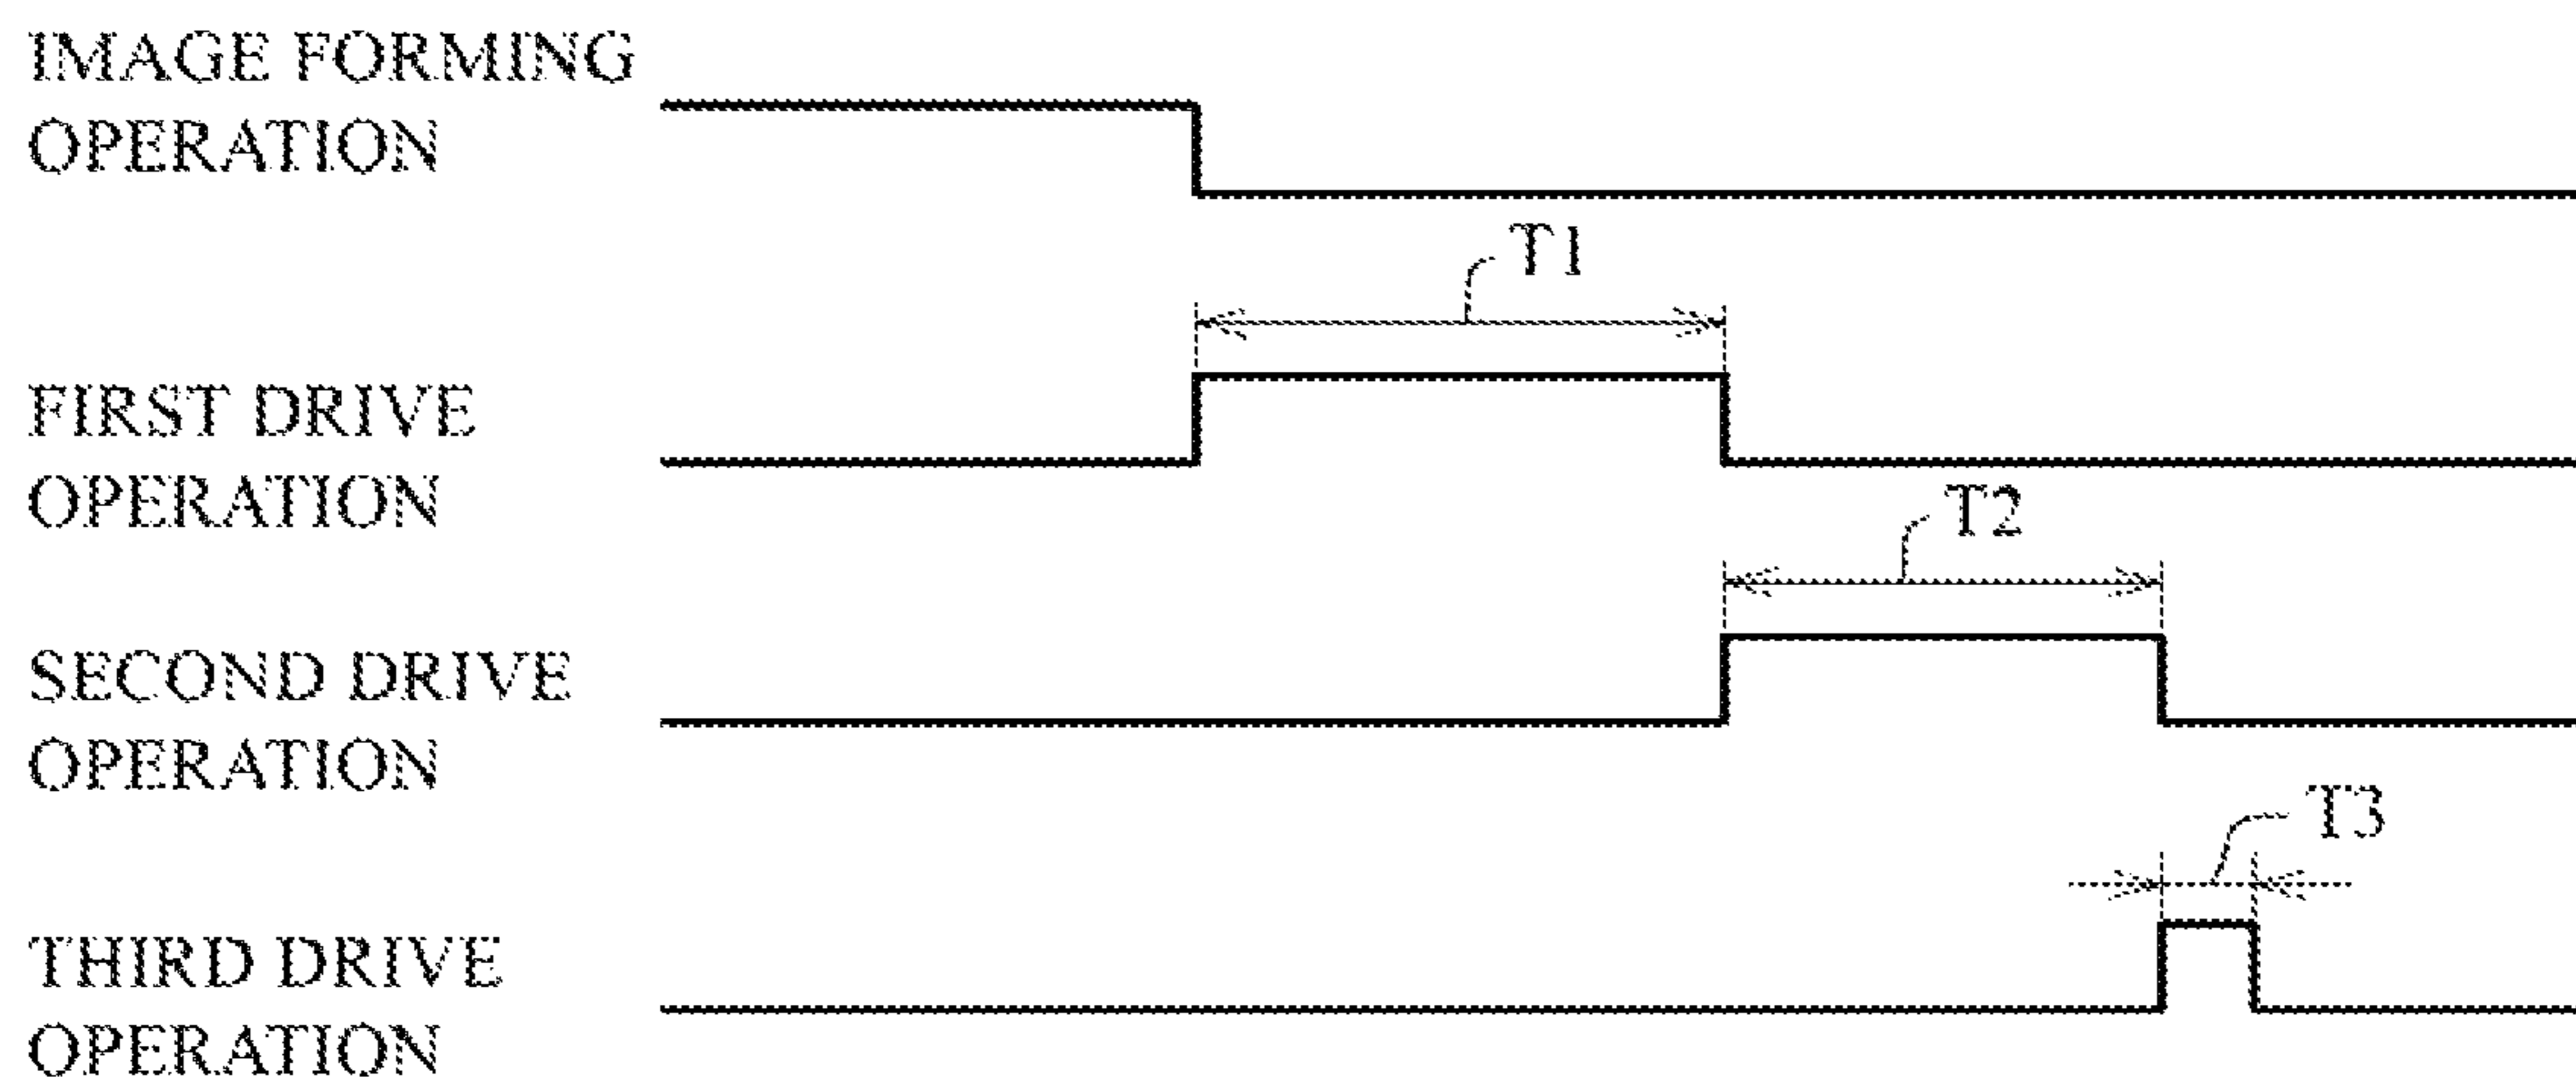 IMAGE FORMING
OPERATION
T1
FIRST DRIVE
OPERATION
T2
SECOND DRIVE
OPERATION
T3
THIRD DRIVE
OPERATION